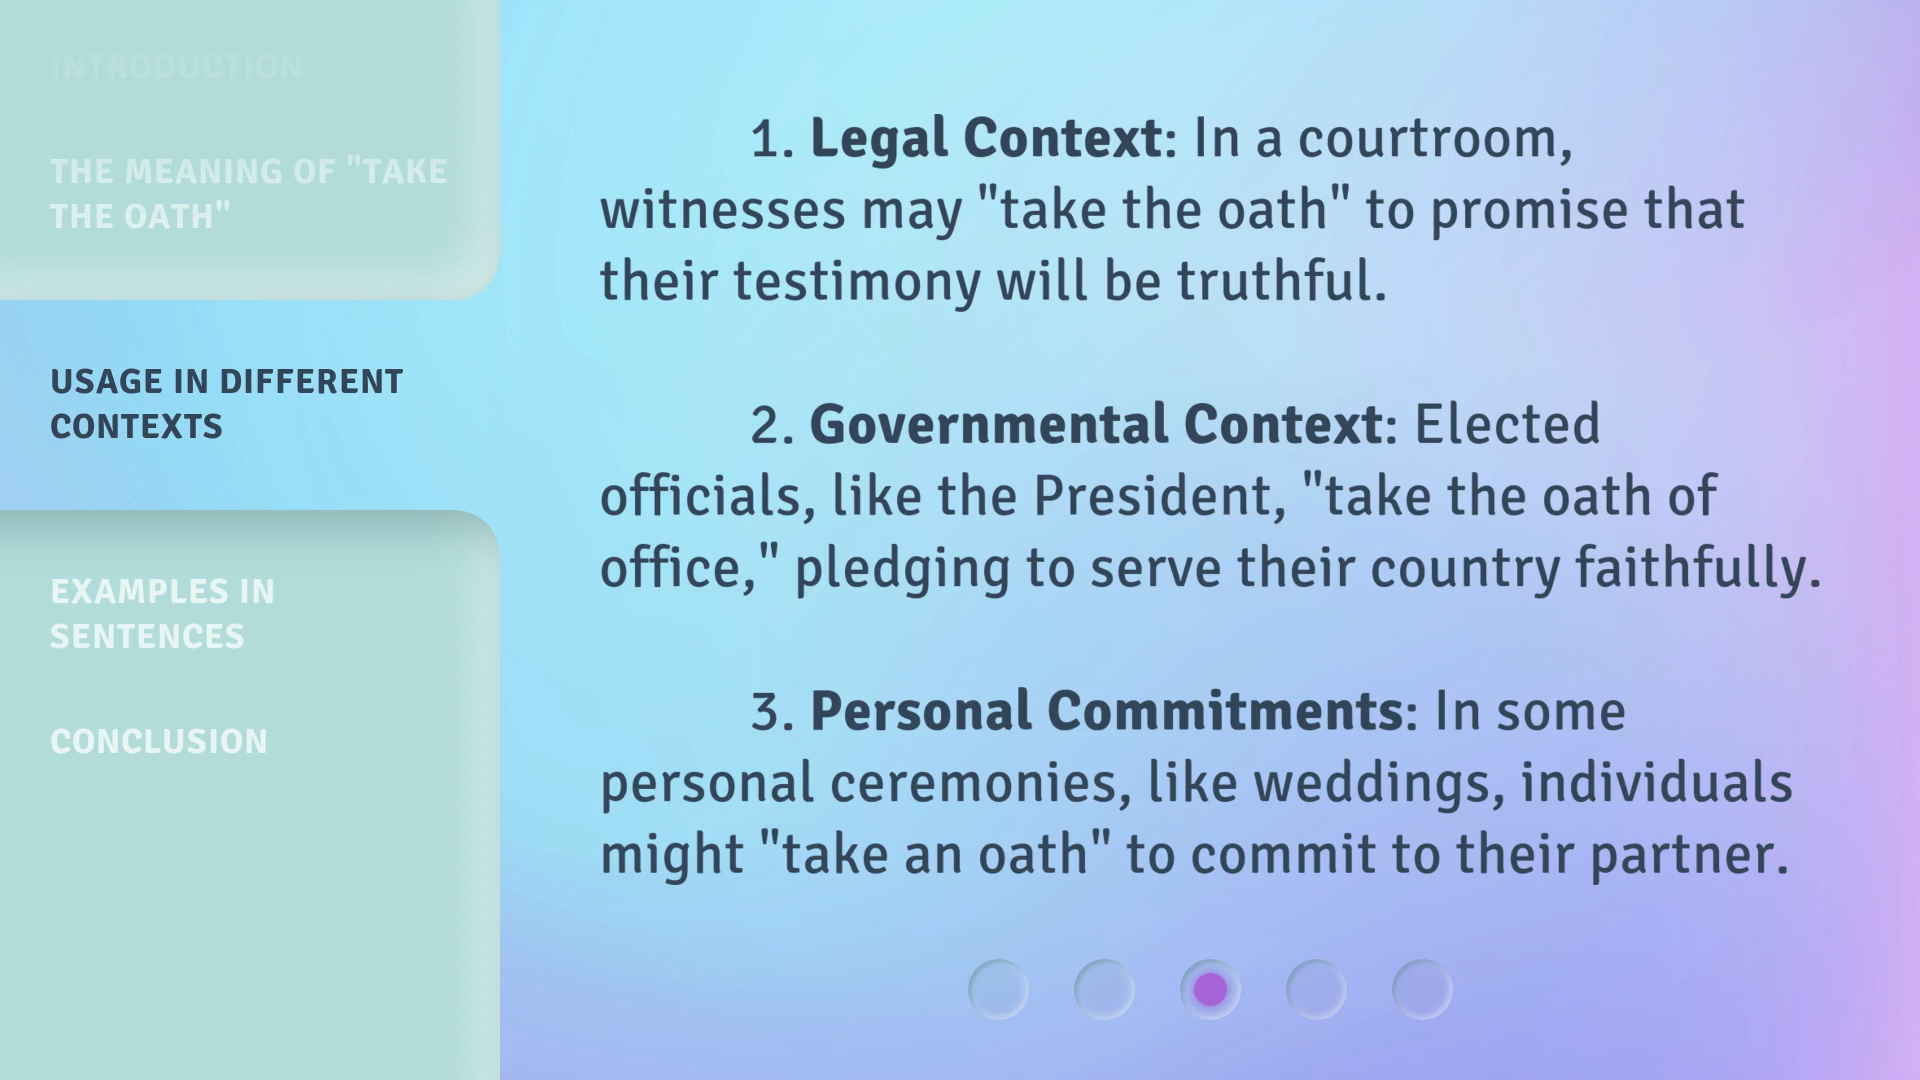 INTRODUCTION
THE MEANING OF "TAKE
THE OATH"
USAGE IN DIFFERENT
CONTEXTS
EXAMPLES IN
SENTENCES
CONCLUSION
1. Legal Context: In a courtroom,
witnesses may "take the oath" to promise that
their testimony will be truthful.
2. Governmental Context: Elected
officials, like the President, "take the oath of
office," pledging to serve their country faithfully.
3. Personal Commitments: In some
personal ceremonies, like weddings, individuals
might "take an oath" to commit to their partner.